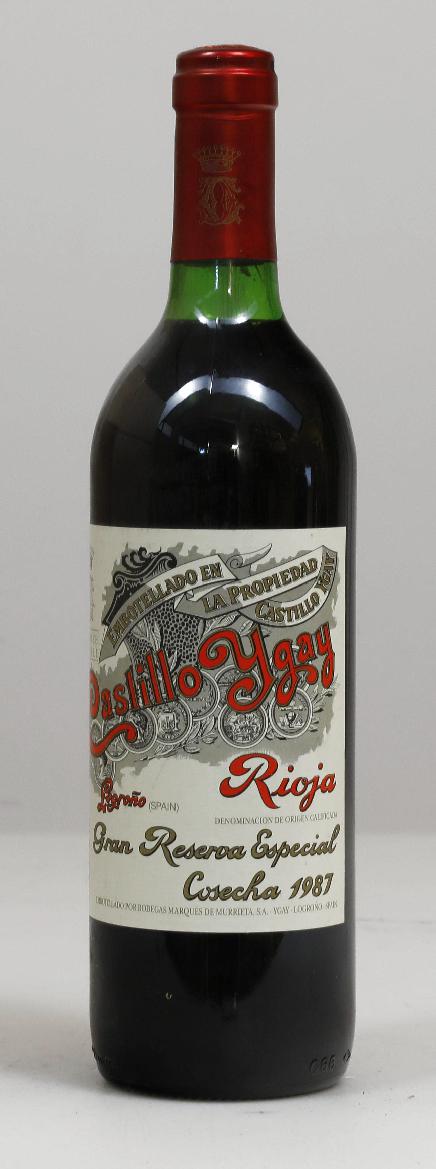 EMBOTELLADO EN
LA PROPIEDAD
CASTILLO YGAY
Castillo Ygay
Logroño (SPAIN)
Rioja
DENOMINACION DE ORIGEN CALIFICADA
Gran Reserva Especial
Cosecha 1987
EMBOTELLADO POR BODEGAS MARQUES DE MURRIETA, S.A. - YGAY - LOGROÑO - SPAIN